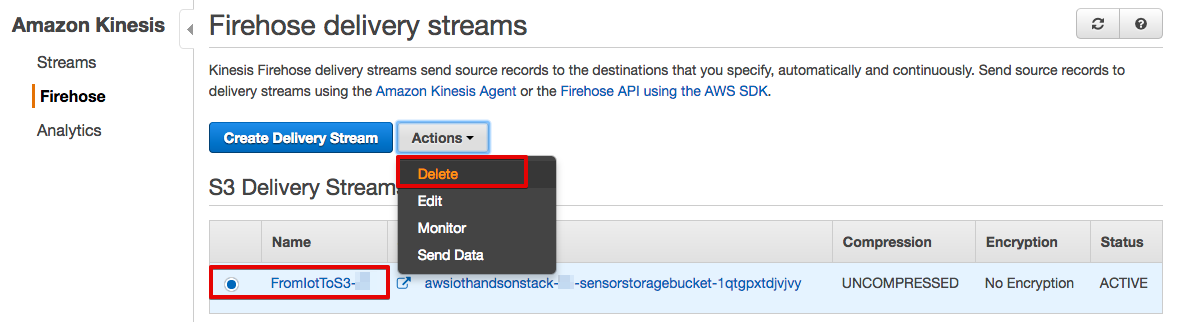 Amazon Kinesis
Streams
Firehose
Analytics
Firehose delivery streams
Kinesis Firehose delivery streams send source records to the destinations that you specify, automatically and continuously. Send source records to
delivery streams using the Amazon Kinesis Agent or the Firehose API using the AWS SDK.
Create Delivery Stream Actions
Delete
Edit
Monitor
Send Data
S3 Delivery Stream
Name Compression Encryption Status
FromIotToS3- awsiothandsonstack- -sensorstoragebucket-1qtgpxtdjvjvy UNCOMPRESSED No Encryption ACTIVE